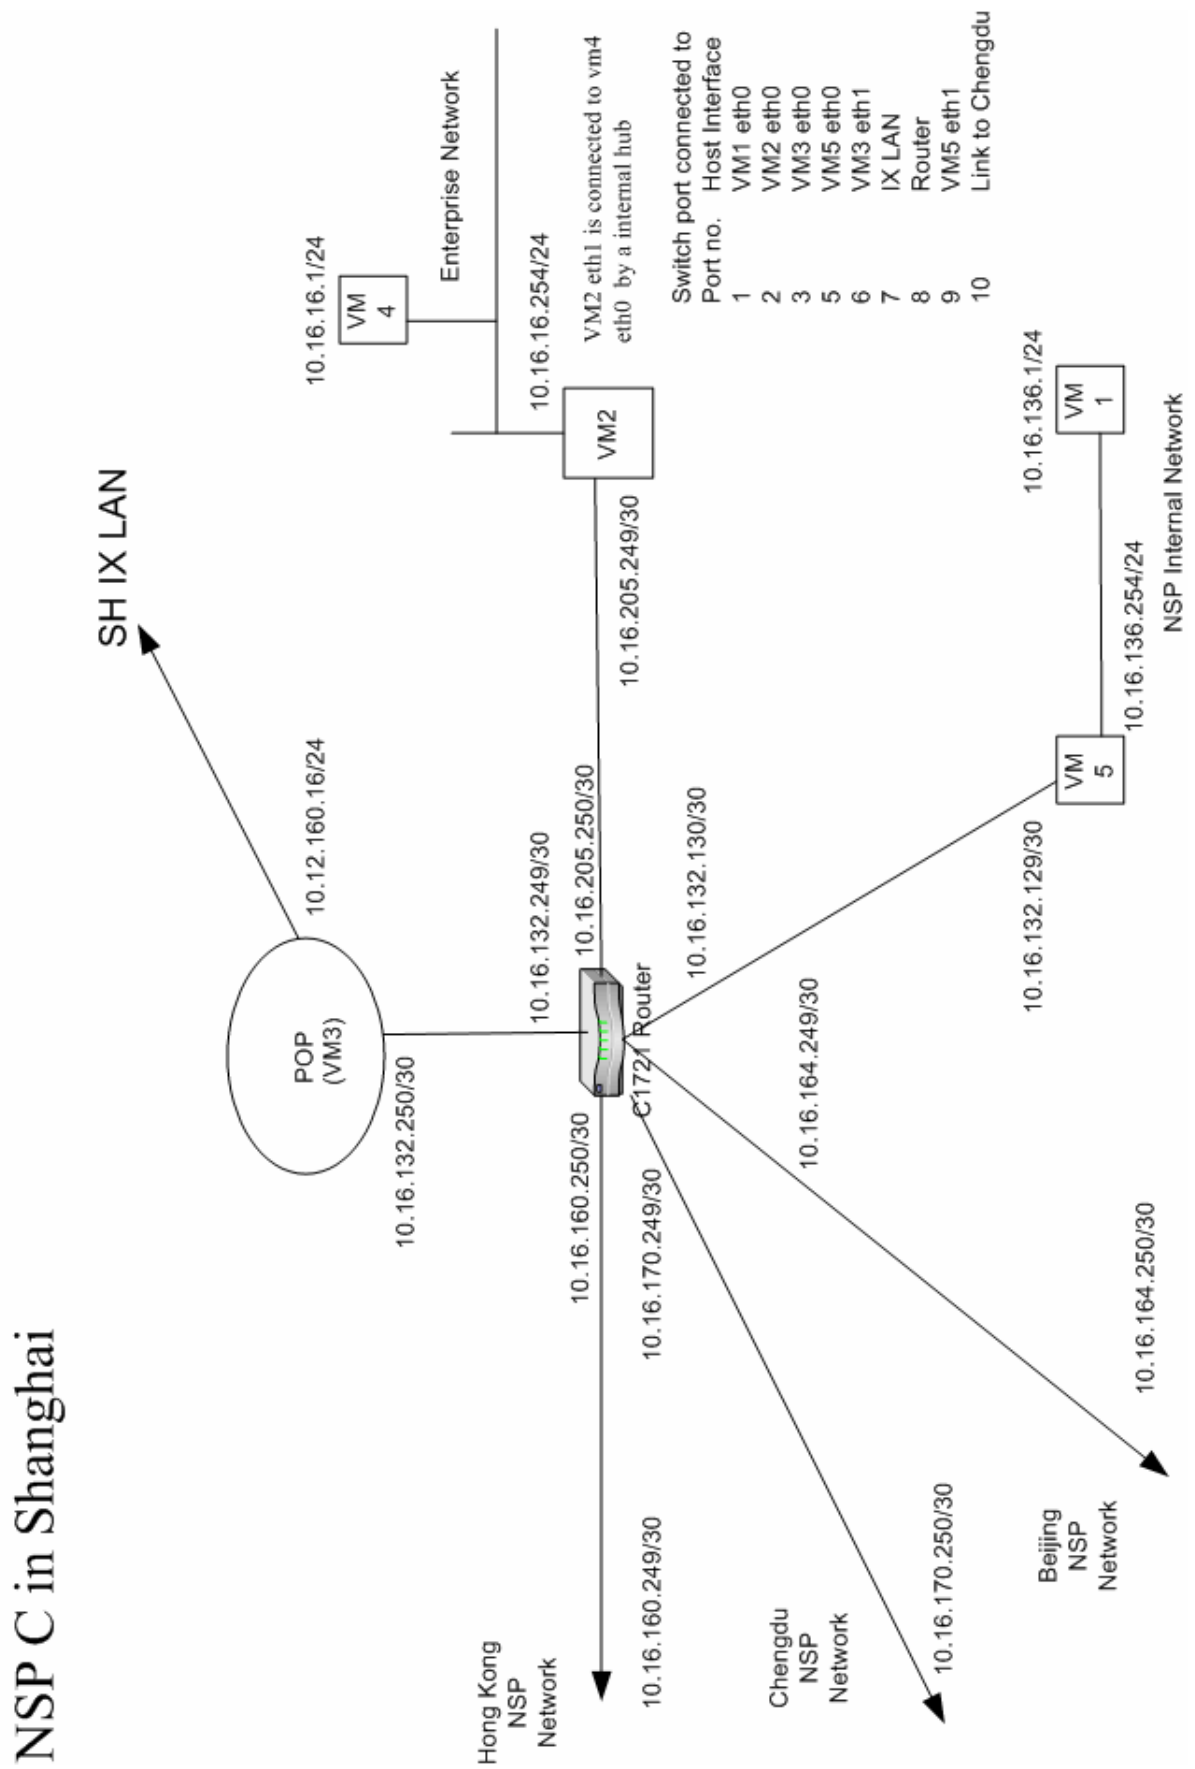 NSP C in Shanghai
SH IX LAN
10.12.160.16/24
POP
(VM3)
10.16.132.250/30
10.16.132.249/30
10.16.16.1/24
VM
4
Enterprise Network
10.16.16.254/24
VM2
10.16.205.249/30
10.16.205.250/30
VM2 eth1 is connected to vm4
eth0 by a internal hub
Hong Kong
NSP
Network
10.16.160.249/30
10.16.160.250/30
C1721 Router
10.16.170.249/30
10.16.132.130/30
10.16.164.249/30
Switch port connected to
Port no. Host Interface
1 VM1 eth0
2 VM2 eth0
3 VM3 eth0
5 VM5 eth0
6 VM3 eth1
7 IX LAN
8 Router
9 VM5 eth1
10 Link to Chengdu
Chengdu
NSP
Network
10.16.170.250/30
Beijing
NSP
Network
10.16.164.250/30
10.16.132.129/30
VM
5
10.16.136.254/24
10.16.136.1/24
VM
1
NSP Internal Network